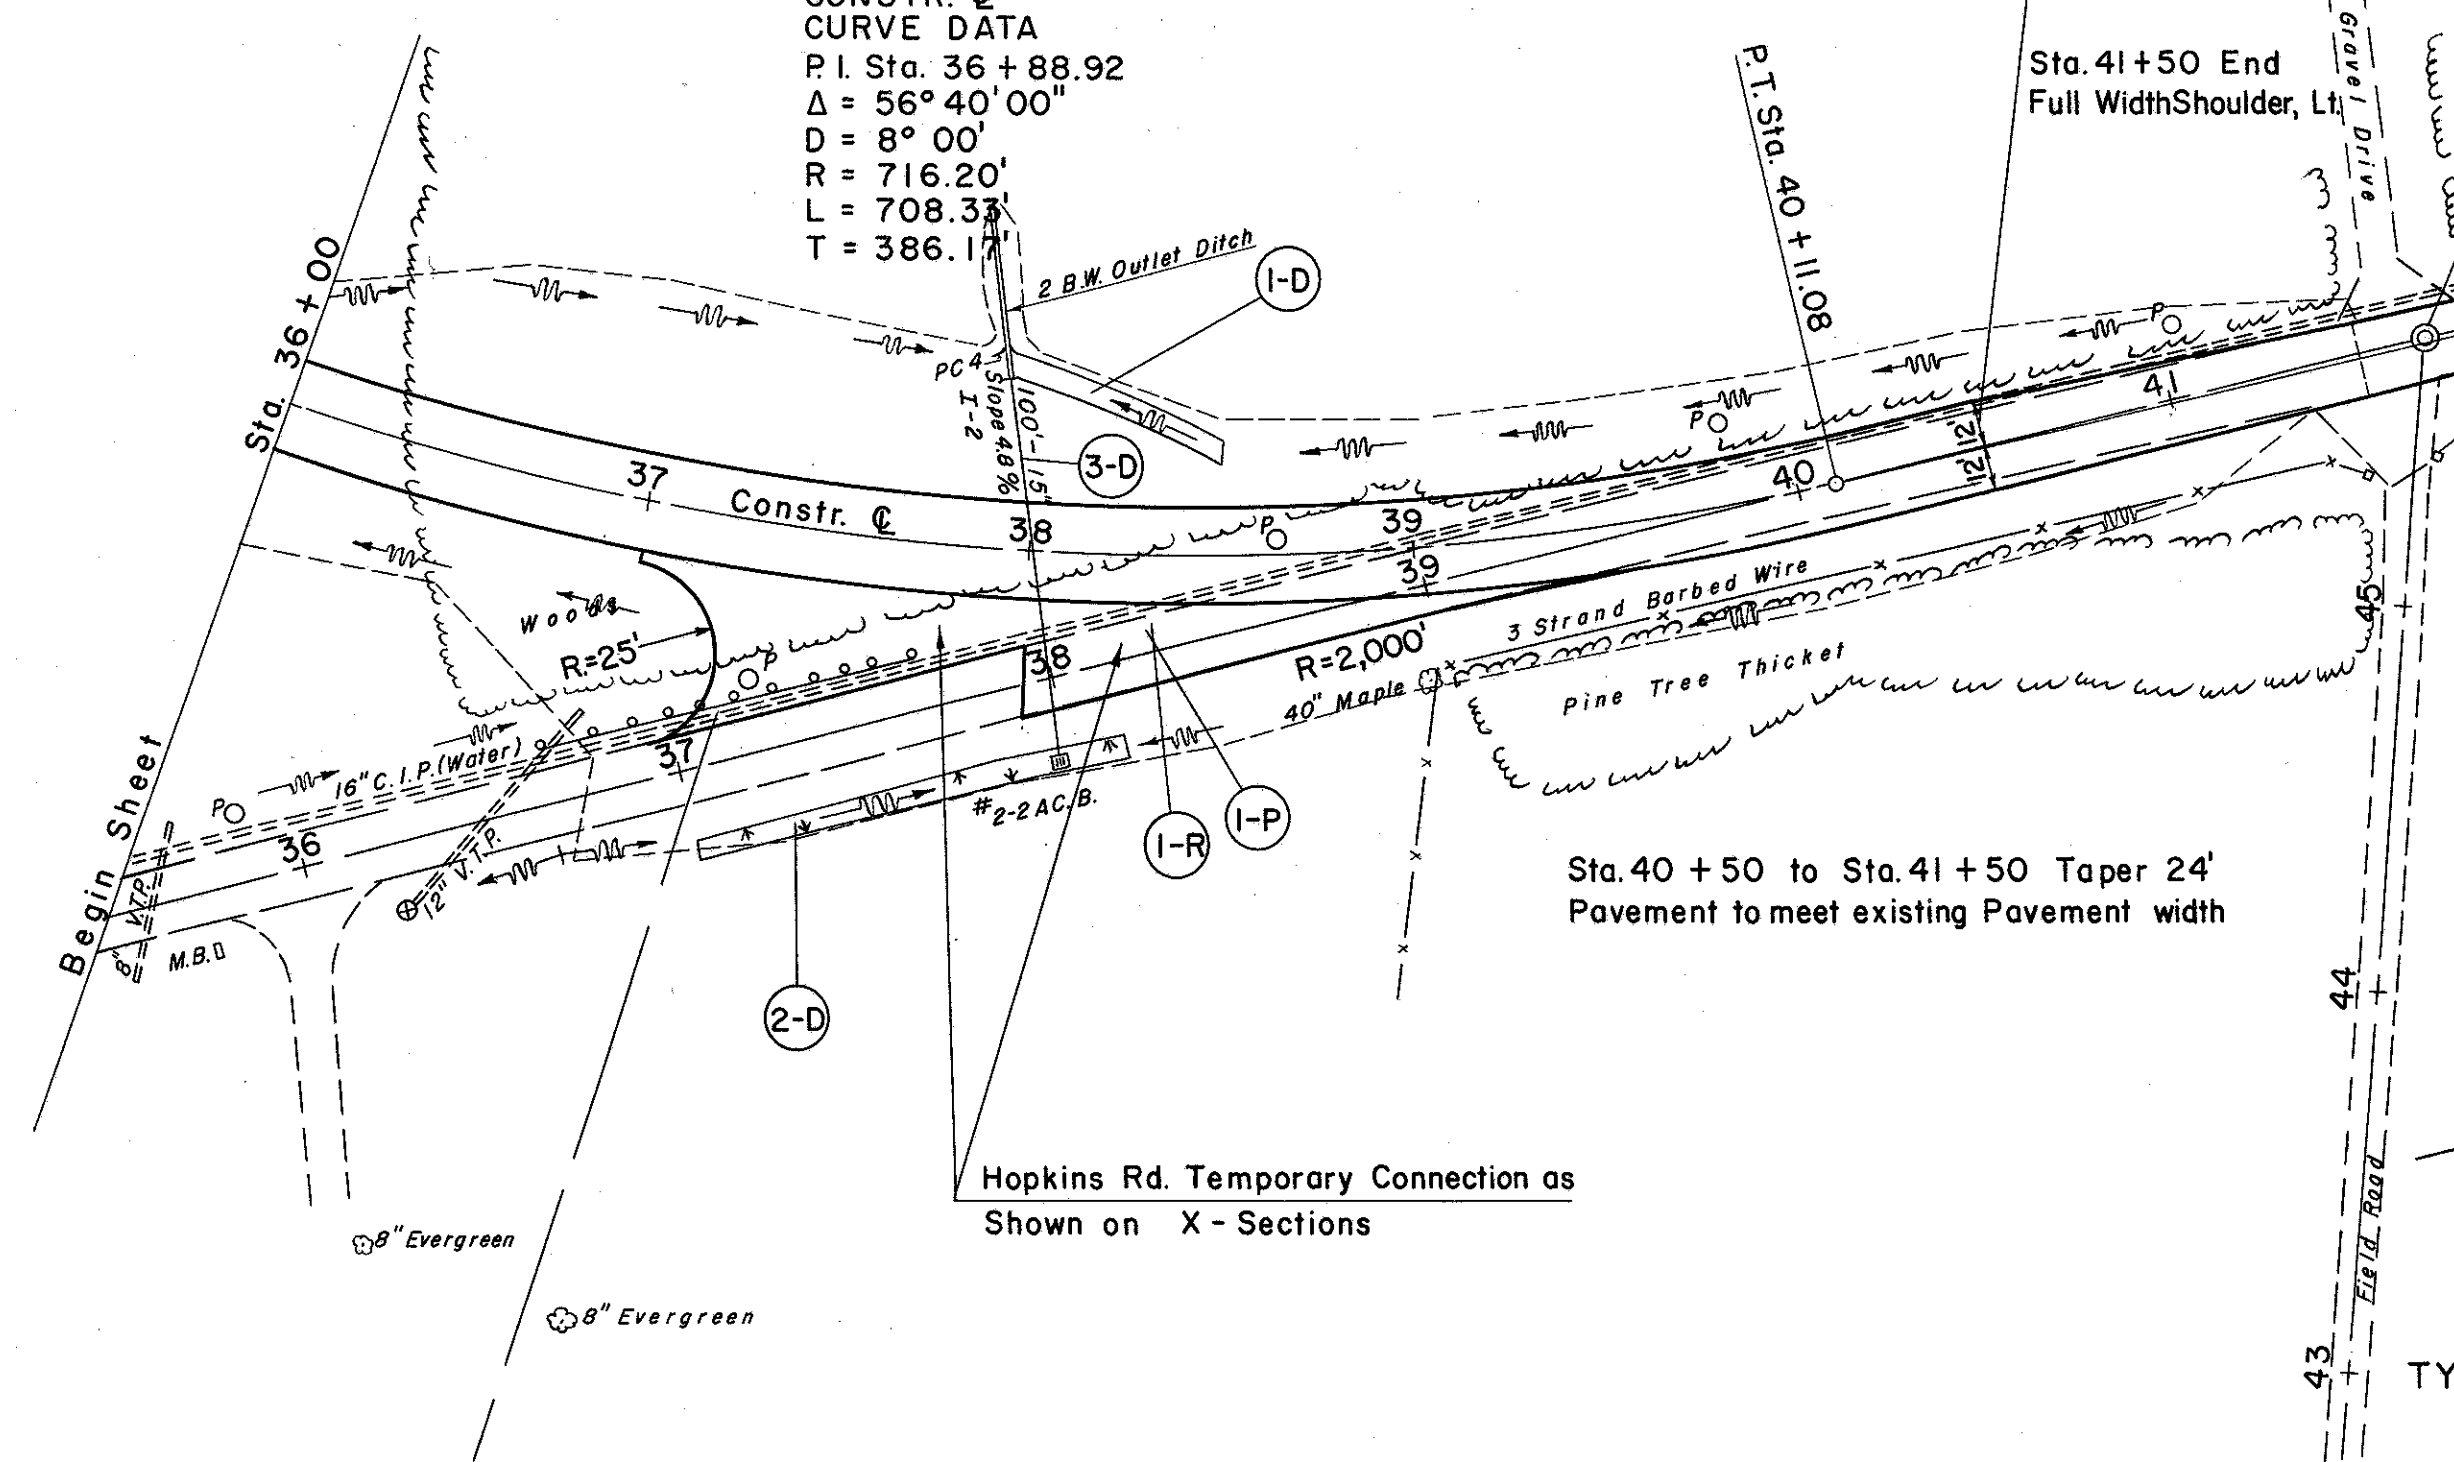 CONSTR. ℄
CURVE DATA
P.I. Sta. 36 + 88.92
Δ = 56° 40' 00"
D = 8° 00'
R = 716.20'
L = 708.33'
T = 386.17'
P.T. Sta. 40 + 11.08
Sta. 41 + 50 End
Full Width Shoulder, Lt.
Gravel Drive
Sta. 36 + 00
2 B.W. Outlet Ditch
1-D
PC 4
I-2
Slope 4.8%
100'-15"
3-D
P
P
P
P
P
P
37
Constr. ℄
38
39
40
41
12'
12'
39
38
37
36
Woods
R.=25'
R=2,000'
3 Strand Barbed Wire
40" Maple
Pine Tree Thicket
45
16" C.I.P. (Water)
12" V.T.P.
8" V.T.P.
M.B.
#2-2 A.C.B.
1-R
1-P
2-D
Begin Sheet
Sta. 40 + 50 to Sta. 41 + 50 Taper 24'
Pavement to meet existing Pavement width
44
Hopkins Rd. Temporary Connection as
Shown on X - Sections
8" Evergreen
8" Evergreen
Field Road
43
TY